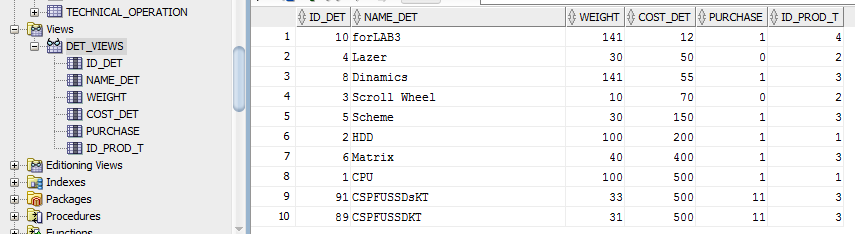 TECHNICAL_OPERATION
Views
DET_VIEWS
ID_DET
NAME_DET
WEIGHT
COST_DET
PURCHASE
ID_PROD_T
Editioning Views
Indexes
Packages
Procedures
Functions
ID_DET NAME_DET WEIGHT COST_DET PURCHASE ID_PROD_T
1 10 forLAB3 141 12 1 4
2 4 Lazer 30 50 0 2
3 8 Dinamics 141 55 1 3
4 3 Scroll Wheel 10 70 0 2
5 5 Scheme 30 150 1 3
6 2 HDD 100 200 1 1
7 6 Matrix 40 400 1 3
8 1 CPU 100 500 1 1
9 91 CSPFUSSDsKT 33 500 11 3
10 89 CSPFUSSDKT 31 500 11 3